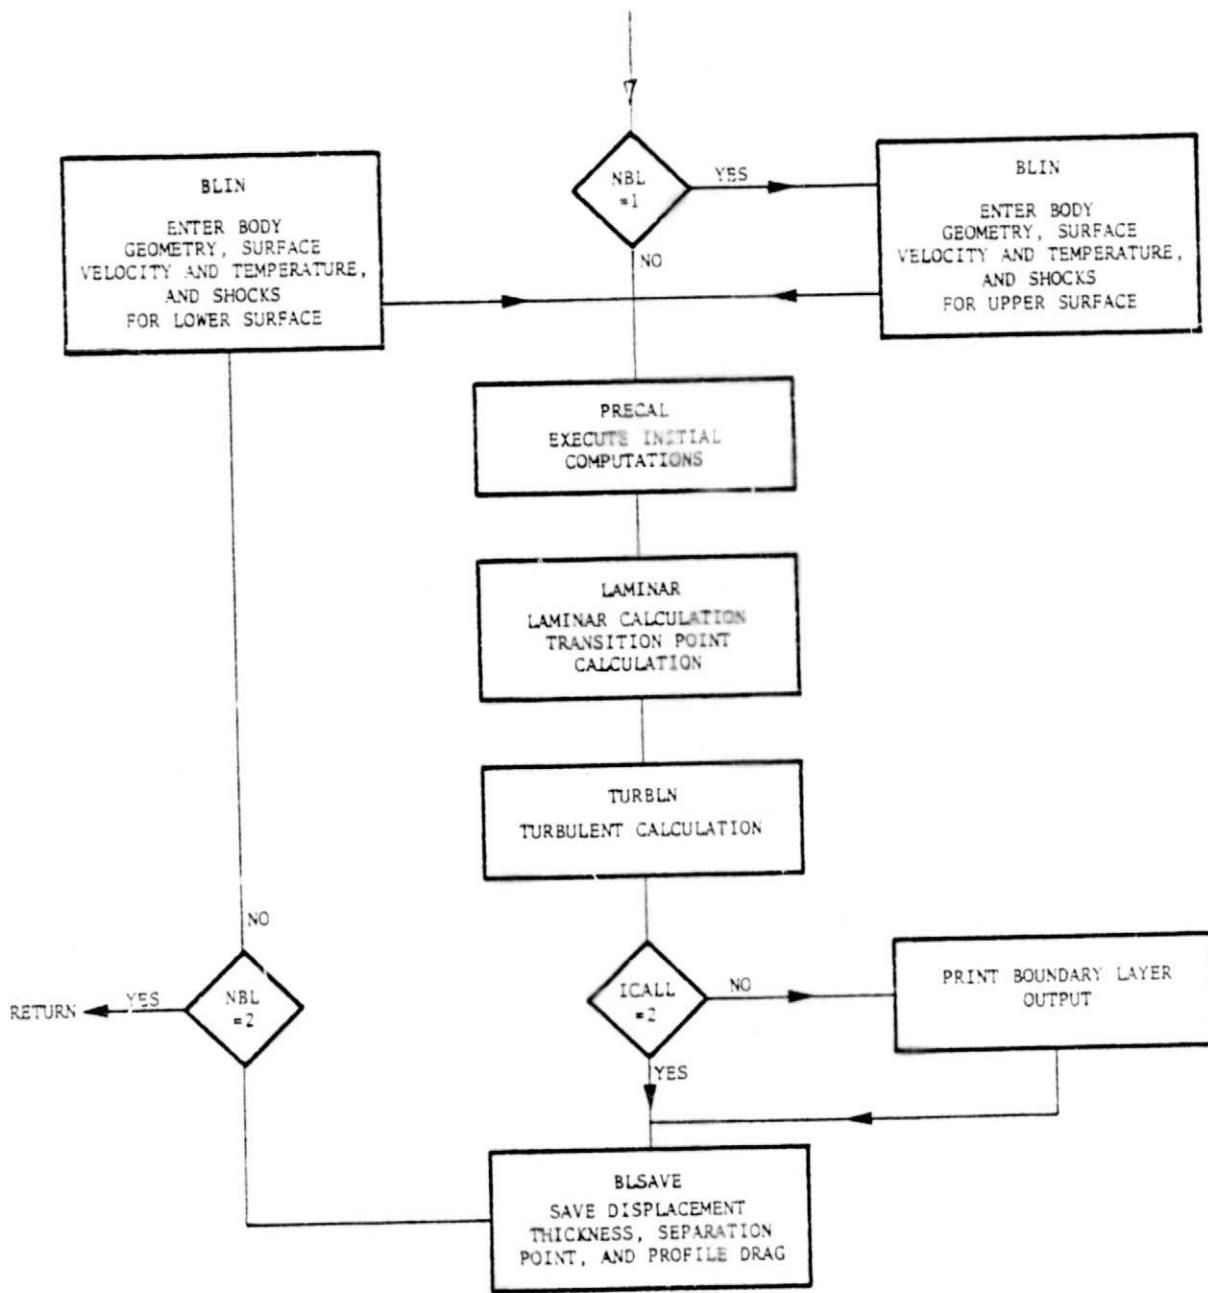 NBL
=1
YES
NO
BLIN
ENTER BODY
GEOMETRY, SURFACE
VELOCITY AND TEMPERATURE,
AND SHOCKS
FOR LOWER SURFACE
BLIN
ENTER BODY
GEOMETRY, SURFACE
VELOCITY AND TEMPERATURE,
AND SHOCKS
FOR UPPER SURFACE
PRECAL
EXECUTE INITIAL
COMPUTATIONS
LAMINAR
LAMINAR CALCULATION
TRANSITION POINT
CALCULATION
TURBLN
TURBULENT CALCULATION
ICALL
=2
NO
YES
PRINT BOUNDARY LAYER
OUTPUT
BLSAVE
SAVE DISPLACEMENT
THICKNESS, SEPARATION
POINT, AND PROFILE DRAG
NBL
=2
NO
YES
RETURN